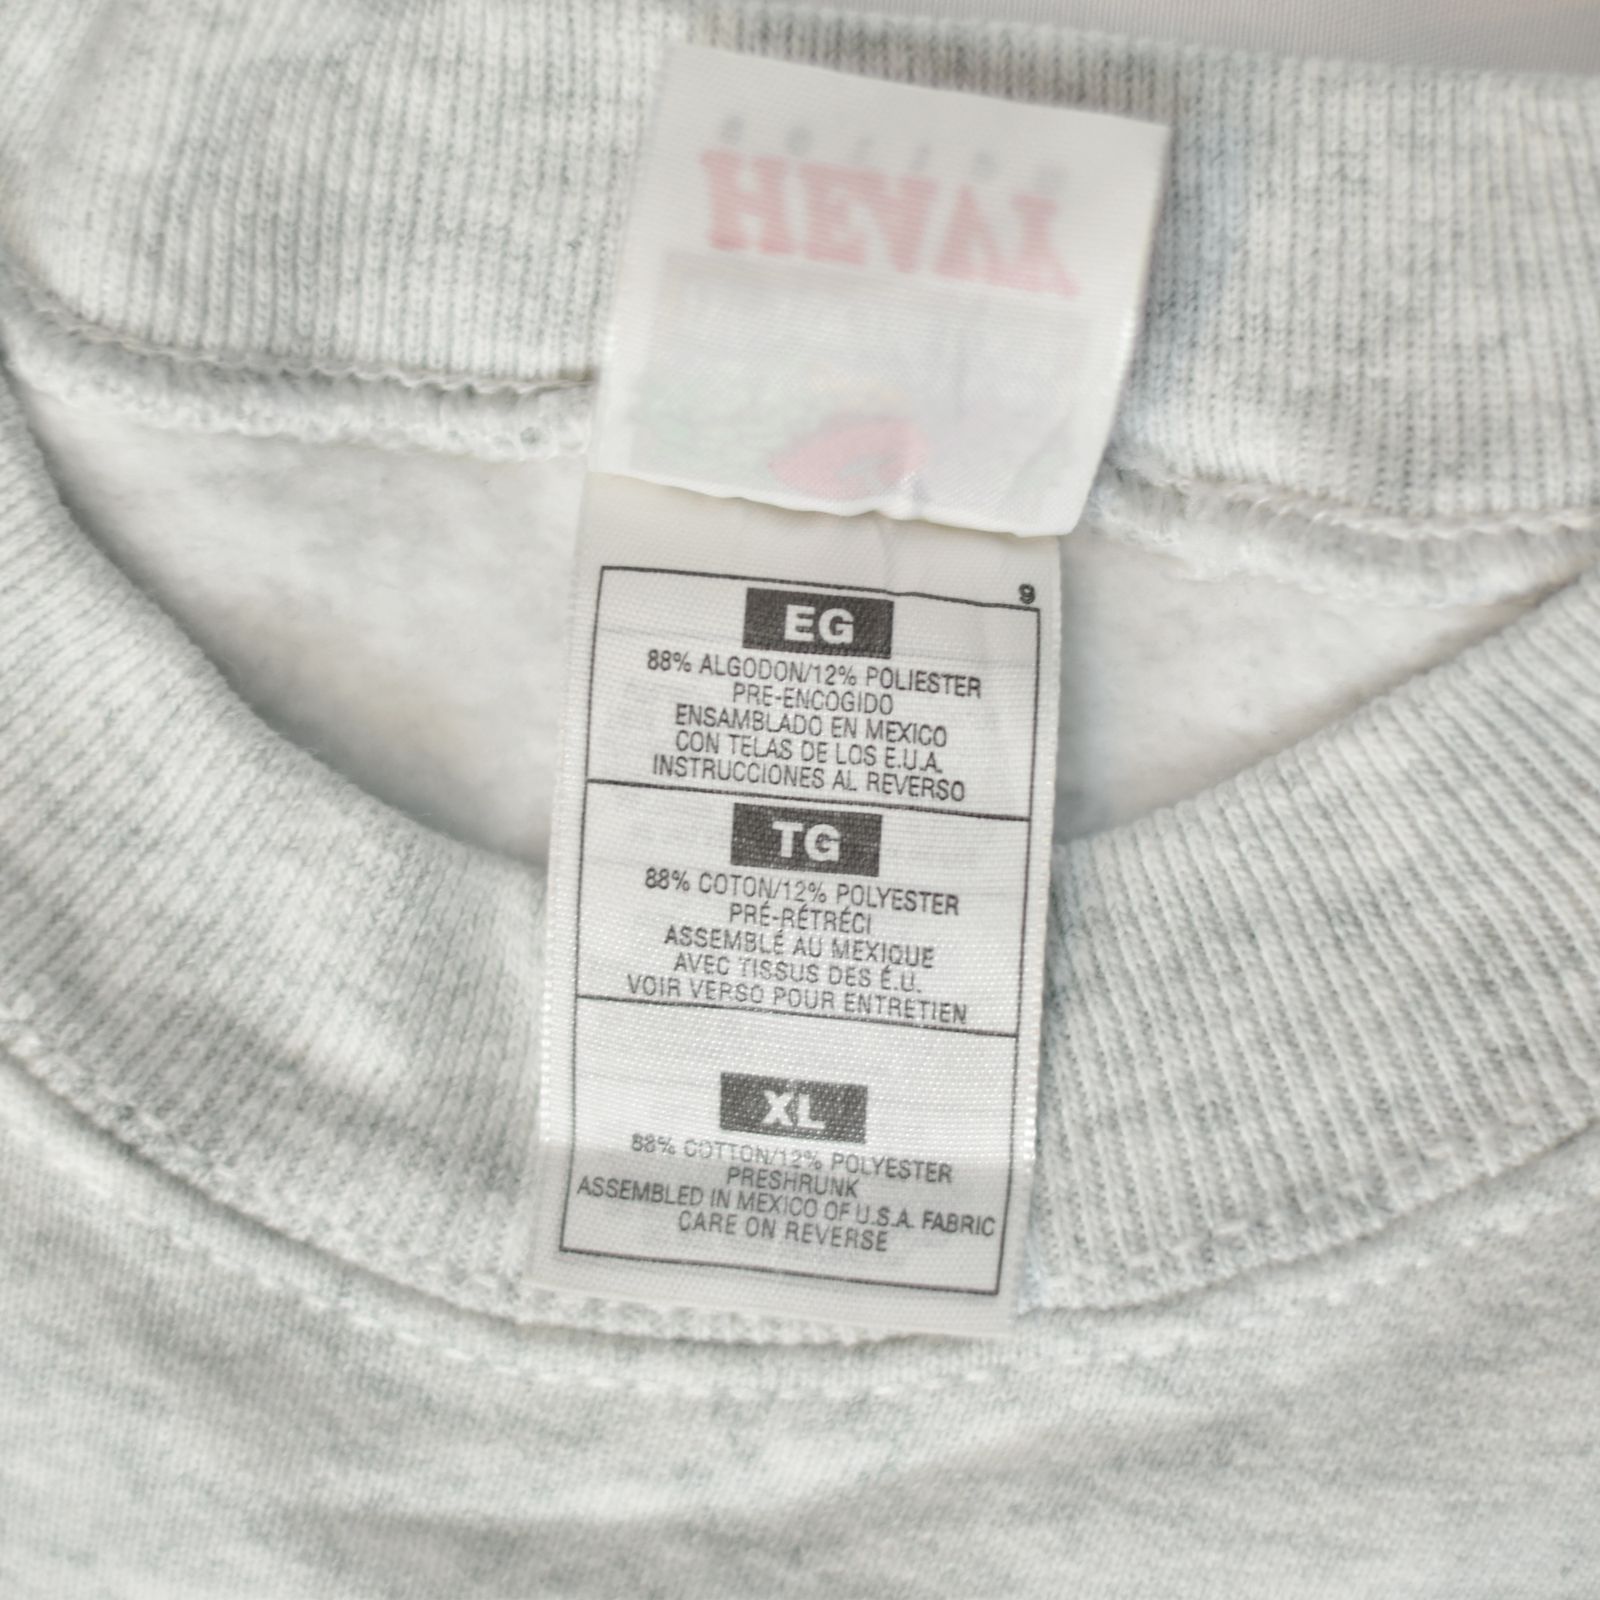 HEVAY
9
EG
88% ALGODON/12% POLIESTER
PRE-ENCOGIDO
ENSAMBLADO EN MEXICO
CON TELAS DE LOS E.U.A.
INSTRUCCIONES AL REVERSO
TG
88% COTON/12% POLYESTER
PRÉ-RÉTRÉCI
ASSEMBLÉ AU MEXIQUE
AVEC TISSUS DES É.U.
VOIR VERSO POUR ENTRETIEN
XL
88% COTTON/12% POLYESTER
PRESHRUNK
ASSEMBLED IN MEXICO OF U.S.A. FABRIC
CARE ON REVERSE